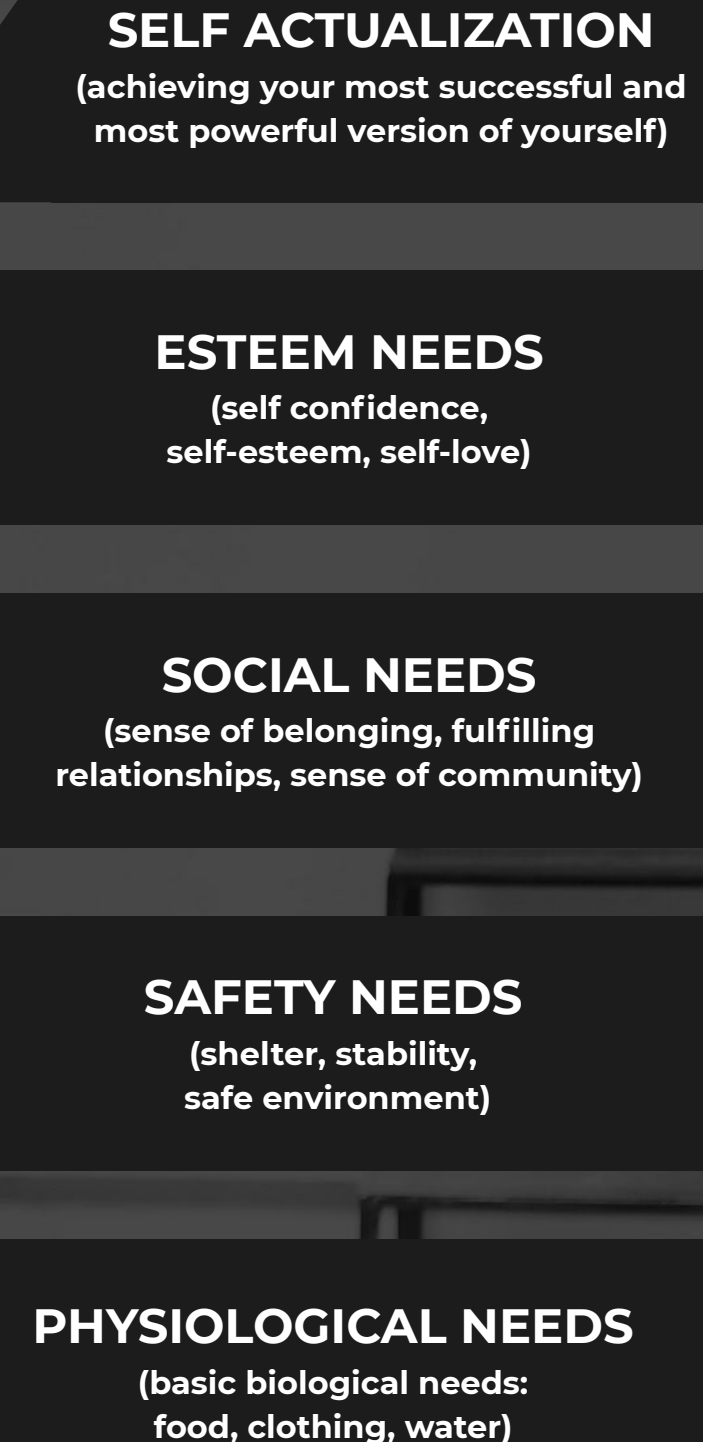 SELF ACTUALIZATION
(achieving your most successful and
most powerful version of yourself)
ESTEEM NEEDS
(self confidence,
self-esteem, self-love)
SOCIAL NEEDS
(sense of belonging, fulfilling
relationships, sense of community)
SAFETY NEEDS
(shelter, stability,
safe environment)
PHYSIOLOGICAL NEEDS
(basic biological needs:
food, clothing, water)